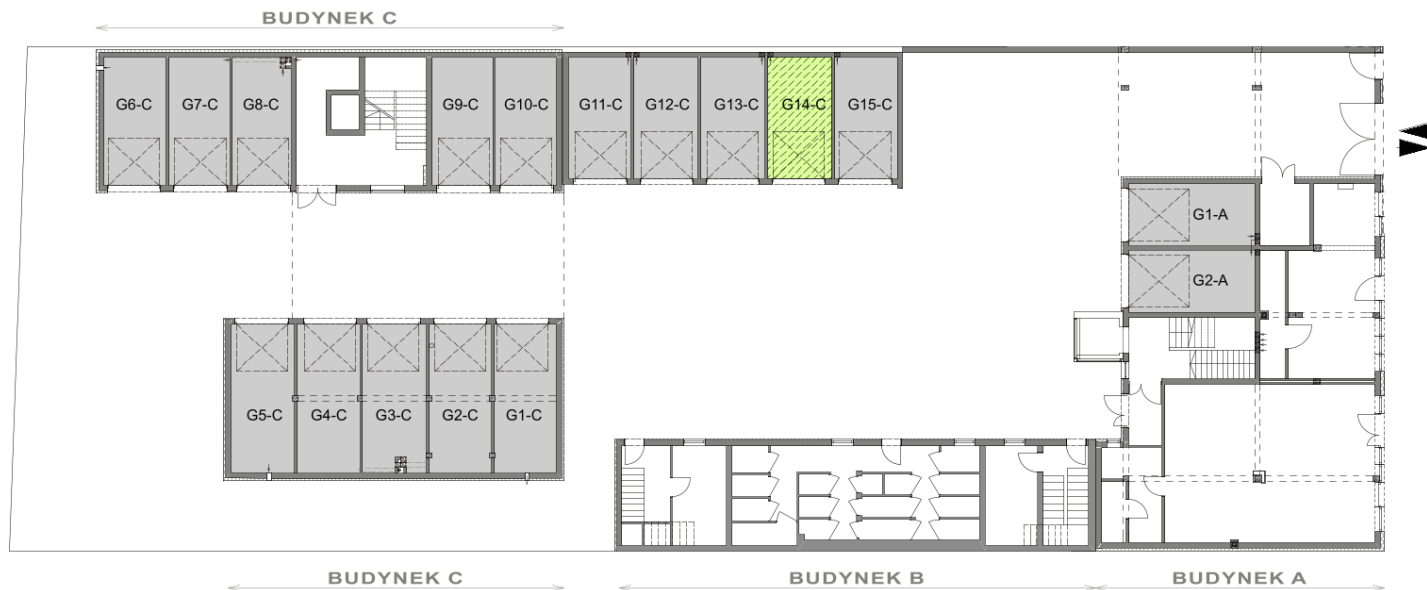 BUDYNEK C
G6-C G7-C G8-C G9-C G10-C G11-C G12-C G13-C G14-C G15-C
G1-A
G2-A
G5-C G4-C G3-C G2-C G1-C
BUDYNEK C BUDYNEK B BUDYNEK A